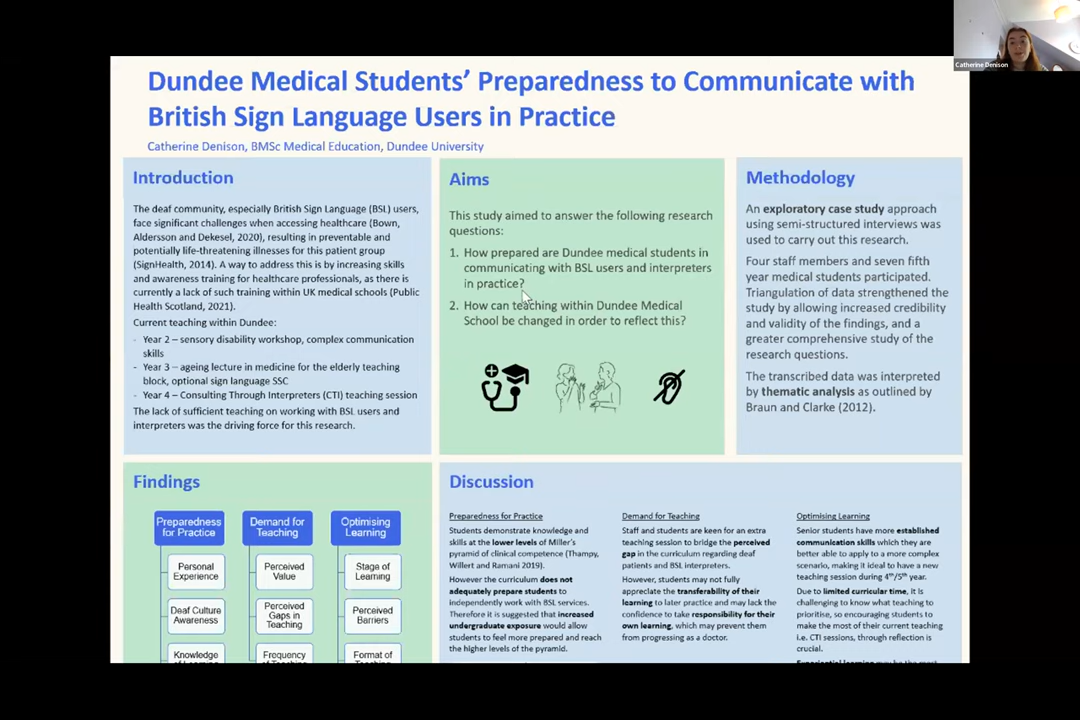 Catherine Denison
Dundee Medical Students' Preparedness to Communicate with
British Sign Language Users in Practice
Catherine Denison, BMSc Medical Education, Dundee University
Introduction
The deaf community, especially British Sign Language (BSL) users,
face significant challenges when accessing healthcare (Bown,
Aldersson and Dekesel, 2020), resulting in preventable and
potentially life-threatening illnesses for this patient group
(SignHealth, 2014). A way to address this is by increasing skills
and awareness training for healthcare professionals, as there is
currently a lack of such training within UK medical schools (Public
Health Scotland, 2021).
Current teaching within Dundee:
- Year 2 – sensory disability workshop, complex communication
skills
- Year 3 – ageing lecture in medicine for the elderly teaching
block, optional sign language SSC
- Year 4 – Consulting Through Interpreters (CTI) teaching session
The lack of sufficient teaching on working with BSL users and
interpreters was the driving force for this research.
Aims
This study aimed to answer the following research
questions:
1. How prepared are Dundee medical students in
communicating with BSL users and interpreters
in practice?
2. How can teaching within Dundee Medical
School be changed in order to reflect this?
Methodology
An exploratory case study approach
using semi-structured interviews was
used to carry out this research.
Four staff members and seven fifth
year medical students participated.
Triangulation of data strengthened the
study by allowing increased credibility
and validity of the findings, and a
greater comprehensive study of the
research questions.
The transcribed data was interpreted
by thematic analysis as outlined by
Braun and Clarke (2012).
Findings
Preparedness
for Practice
Personal
Experience
Deaf Culture
Awareness
Knowledge
Demand for
Teaching
Perceived
Value
Perceived
Gaps in
Teaching
Frequency
of Teaching
Optimising
Learning
Stage of
Learning
Perceived
Barriers
Format of
Teaching
Discussion
Preparedness for Practice
Students demonstrate knowledge and
skills at the lower levels of Miller's
pyramid of clinical competence (Thampy,
Willert and Ramani 2019).
However the curriculum does not
adequately prepare students to
independently work with BSL services.
Therefore it is suggested that increased
undergraduate exposure would allow
students to feel more prepared and reach
the higher levels of the pyramid.
Demand for Teaching
Staff and students are keen for an extra
teaching session to bridge the perceived
gap in the curriculum regarding deaf
patients and BSL interpreters.
However, students may not fully
appreciate the transferability of their
learning to later practice and may lack the
confidence to take responsibility for their
own learning, which may prevent them
from progressing as a doctor.
Optimising Learning
Senior students have more established
communication skills which they are
better able to apply to a more complex
scenario, making it ideal to have a new
teaching session during 4th/5th year.
Due to limited curricular time, it is
challenging to know what teaching to
prioritise, so encouraging students to
make the most of their current teaching
i.e. CTI sessions, through reflection is
crucial.
Experiential learning may be the most